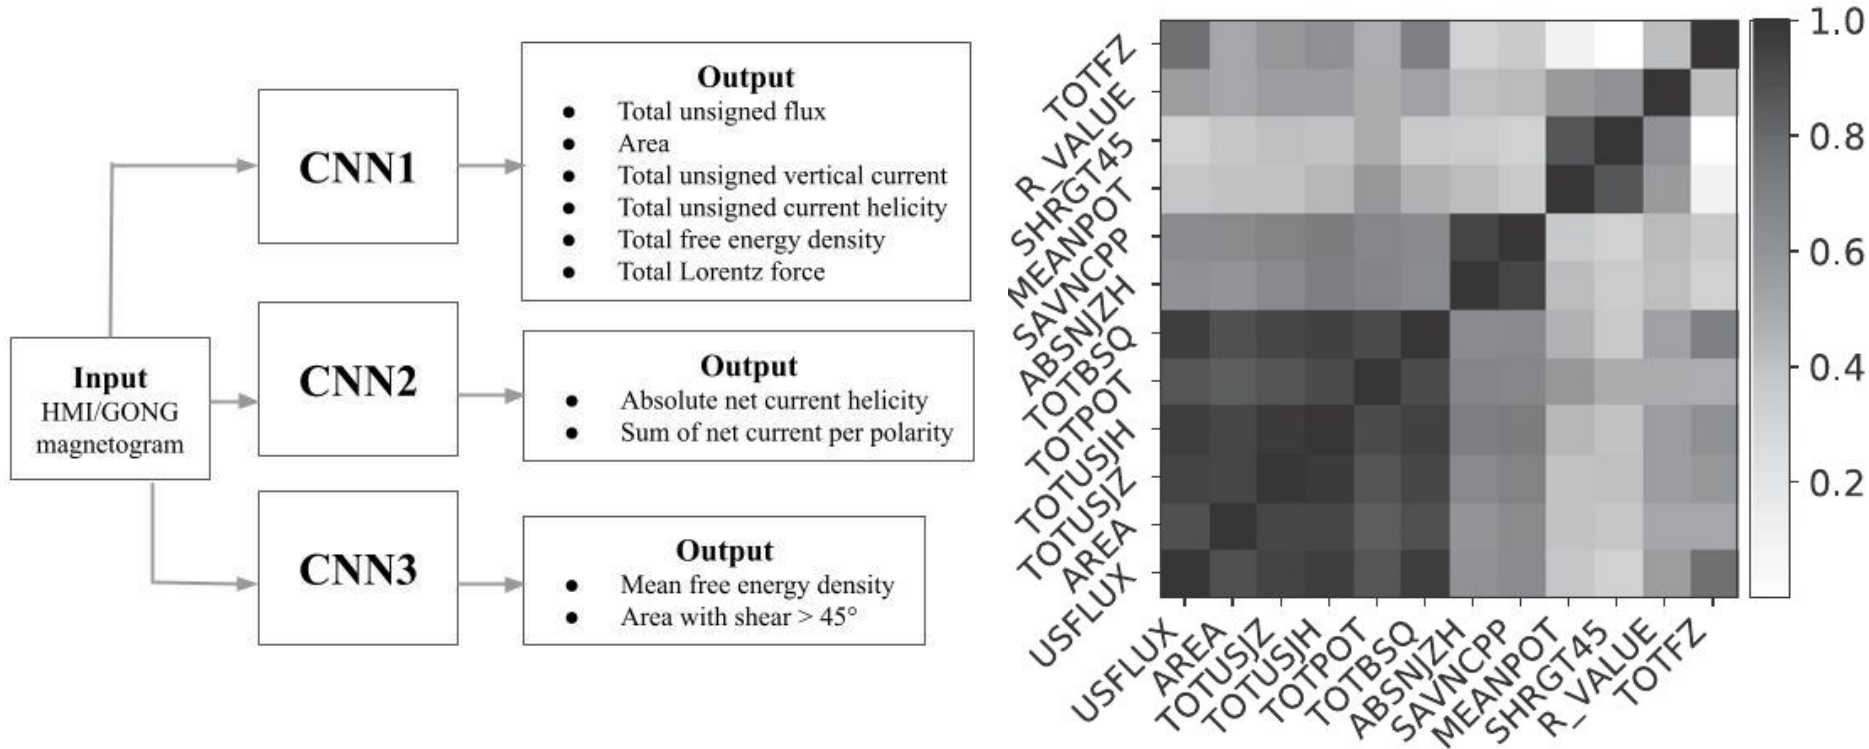 Input
HMI/GONG
magnetogram
CNN1
Output
● Total unsigned flux
● Area
● Total unsigned vertical current
● Total unsigned current helicity
● Total free energy density
● Total Lorentz force
CNN2
Output
● Absolute net current helicity
● Sum of net current per polarity
CNN3
Output
● Mean free energy density
● Area with shear > 45°
TOTFZ
R_VALUE
SHRGT45
MEANPOT
SAVNCPP
ABSNJZH
TOTBSQ
TOTPOT
TOTUSJH
TOTUSJZ
AREA
USFLUX
USFLUX
AREA
TOTUSJZ
TOTUSJH
TOTPOT
TOTBSQ
ABSNJZH
SAVNCPP
MEANPOT
SHRGT45
R_VALUE
TOTFZ
1.0
0.8
0.6
0.4
0.2